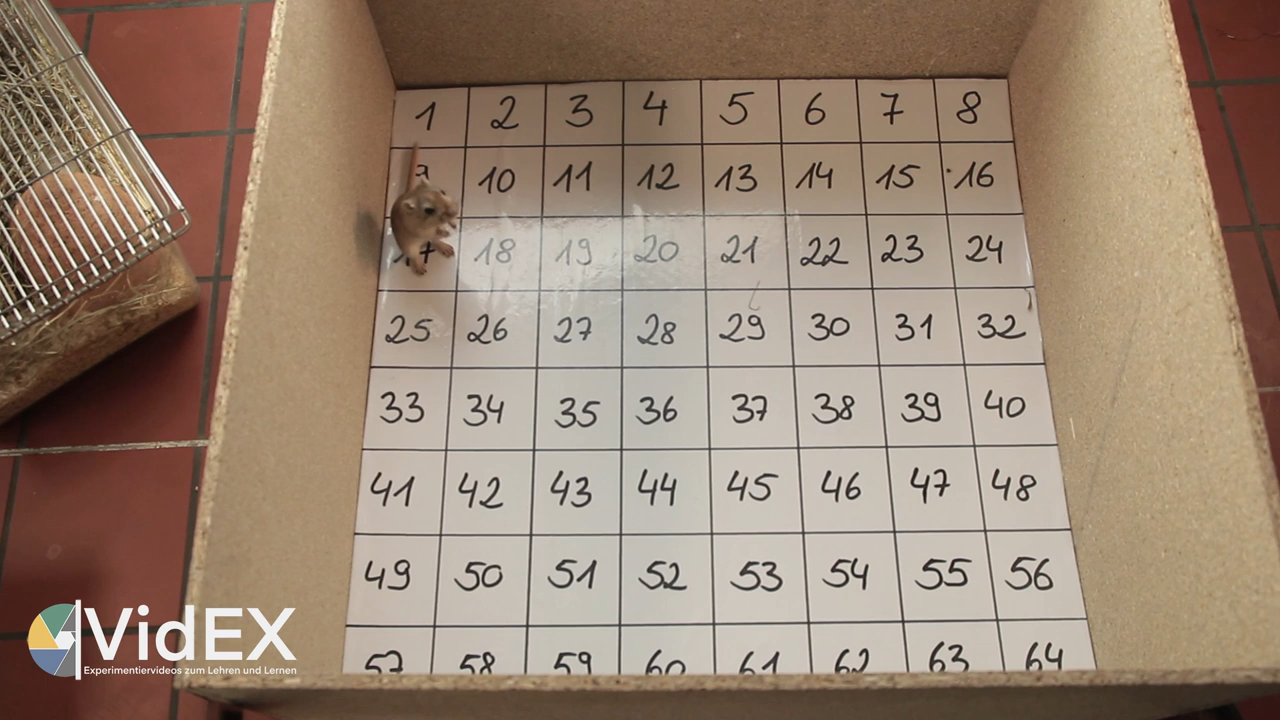 1 2 3 4 5 6 7 8
9 10 11 12 13 14 15 16
17 18 19 20 21 22 23 24
25 26 27 28 29 30 31 32
33 34 35 36 37 38 39 40
41 42 43 44 45 46 47 48
49 50 51 52 53 54 55 56
57 58 59 60 61 62 63 64
VidEX
Experimentiervideos zum Lehren und Lernen